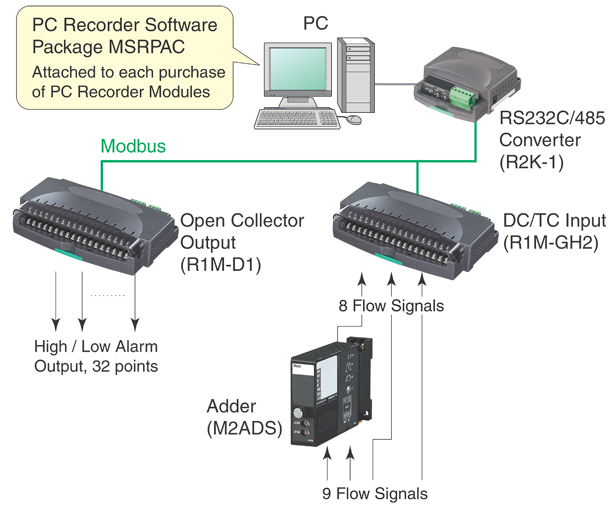 PC Recorder Software
Package MSRPAC
Attached to each purchase
of PC Recorder Modules
PC
RS232C/485
Converter
(R2K-1)
Modbus
Open Collector
Output
(R1M-D1)
DC/TC Input
(R1M-GH2)
8 Flow Signals
High / Low Alarm
Output, 32 points
Adder
(M2ADS)
9 Flow Signals